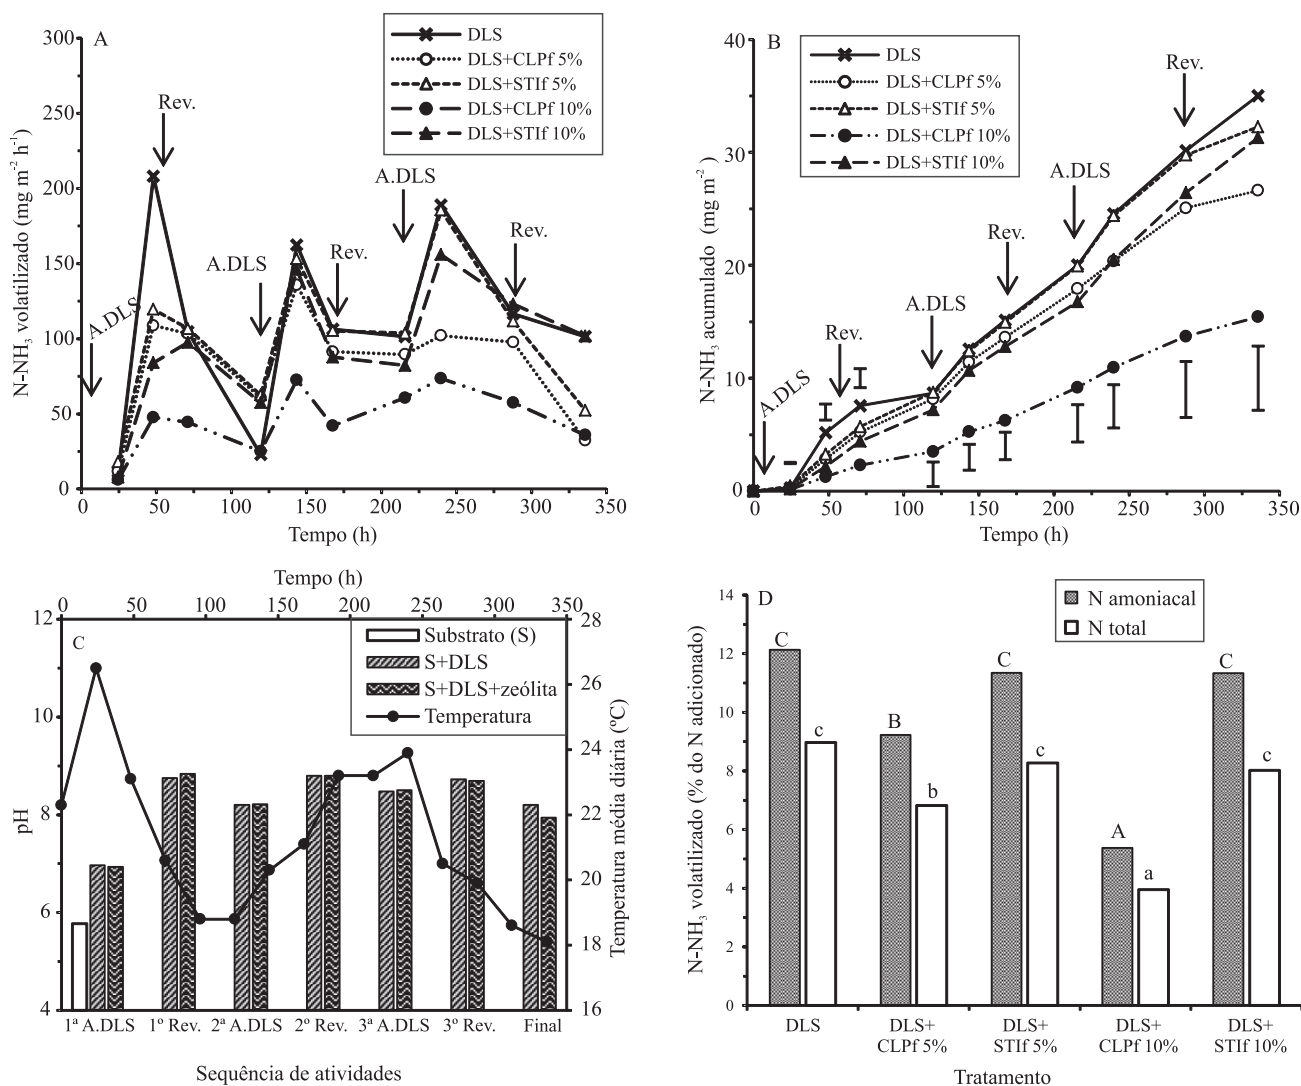 A
DLS
DLS+CLPf 5%
DLS+STIf 5%
DLS+CLPf 10%
DLS+STIf 10%
N-NH3 volatilizado (mg m-2 h-1)
300
250
200
150
100
50
0
A.DLS
Rev.
A.DLS
Rev.
A.DLS
Rev.
0 50 100 150 200 250 300 350
Tempo (h)
B
DLS
DLS+CLPf 5%
DLS+STIf 5%
DLS+CLPf 10%
DLS+STIf 10%
N-NH3 acumulado (mg m-2)
40
30
20
10
0
A.DLS
Rev.
A.DLS
Rev.
A.DLS
Rev.
0 50 100 150 200 250 300 350
Tempo (h)
Tempo (h)
0 50 100 150 200 250 300 350
C
Substrato (S)
S+DLS
S+DLS+zeólita
Temperatura
pH
12
10
8
6
4
Temperatura média diária (ºC)
28
26
24
22
20
18
16
1ª A.DLS 1º Rev. 2ª A.DLS 2º Rev. 3ª A.DLS 3º Rev. Final
Sequência de atividades
D
N amoniacal
N total
N-NH3 volatilizado (% do N adicionado)
14
12
10
8
6
4
2
0
C c B b C c A a C c
DLS DLS+ DLS+ DLS+ DLS+
CLPf 5% STIf 5% CLPf 10% STIf 10%
Tratamento